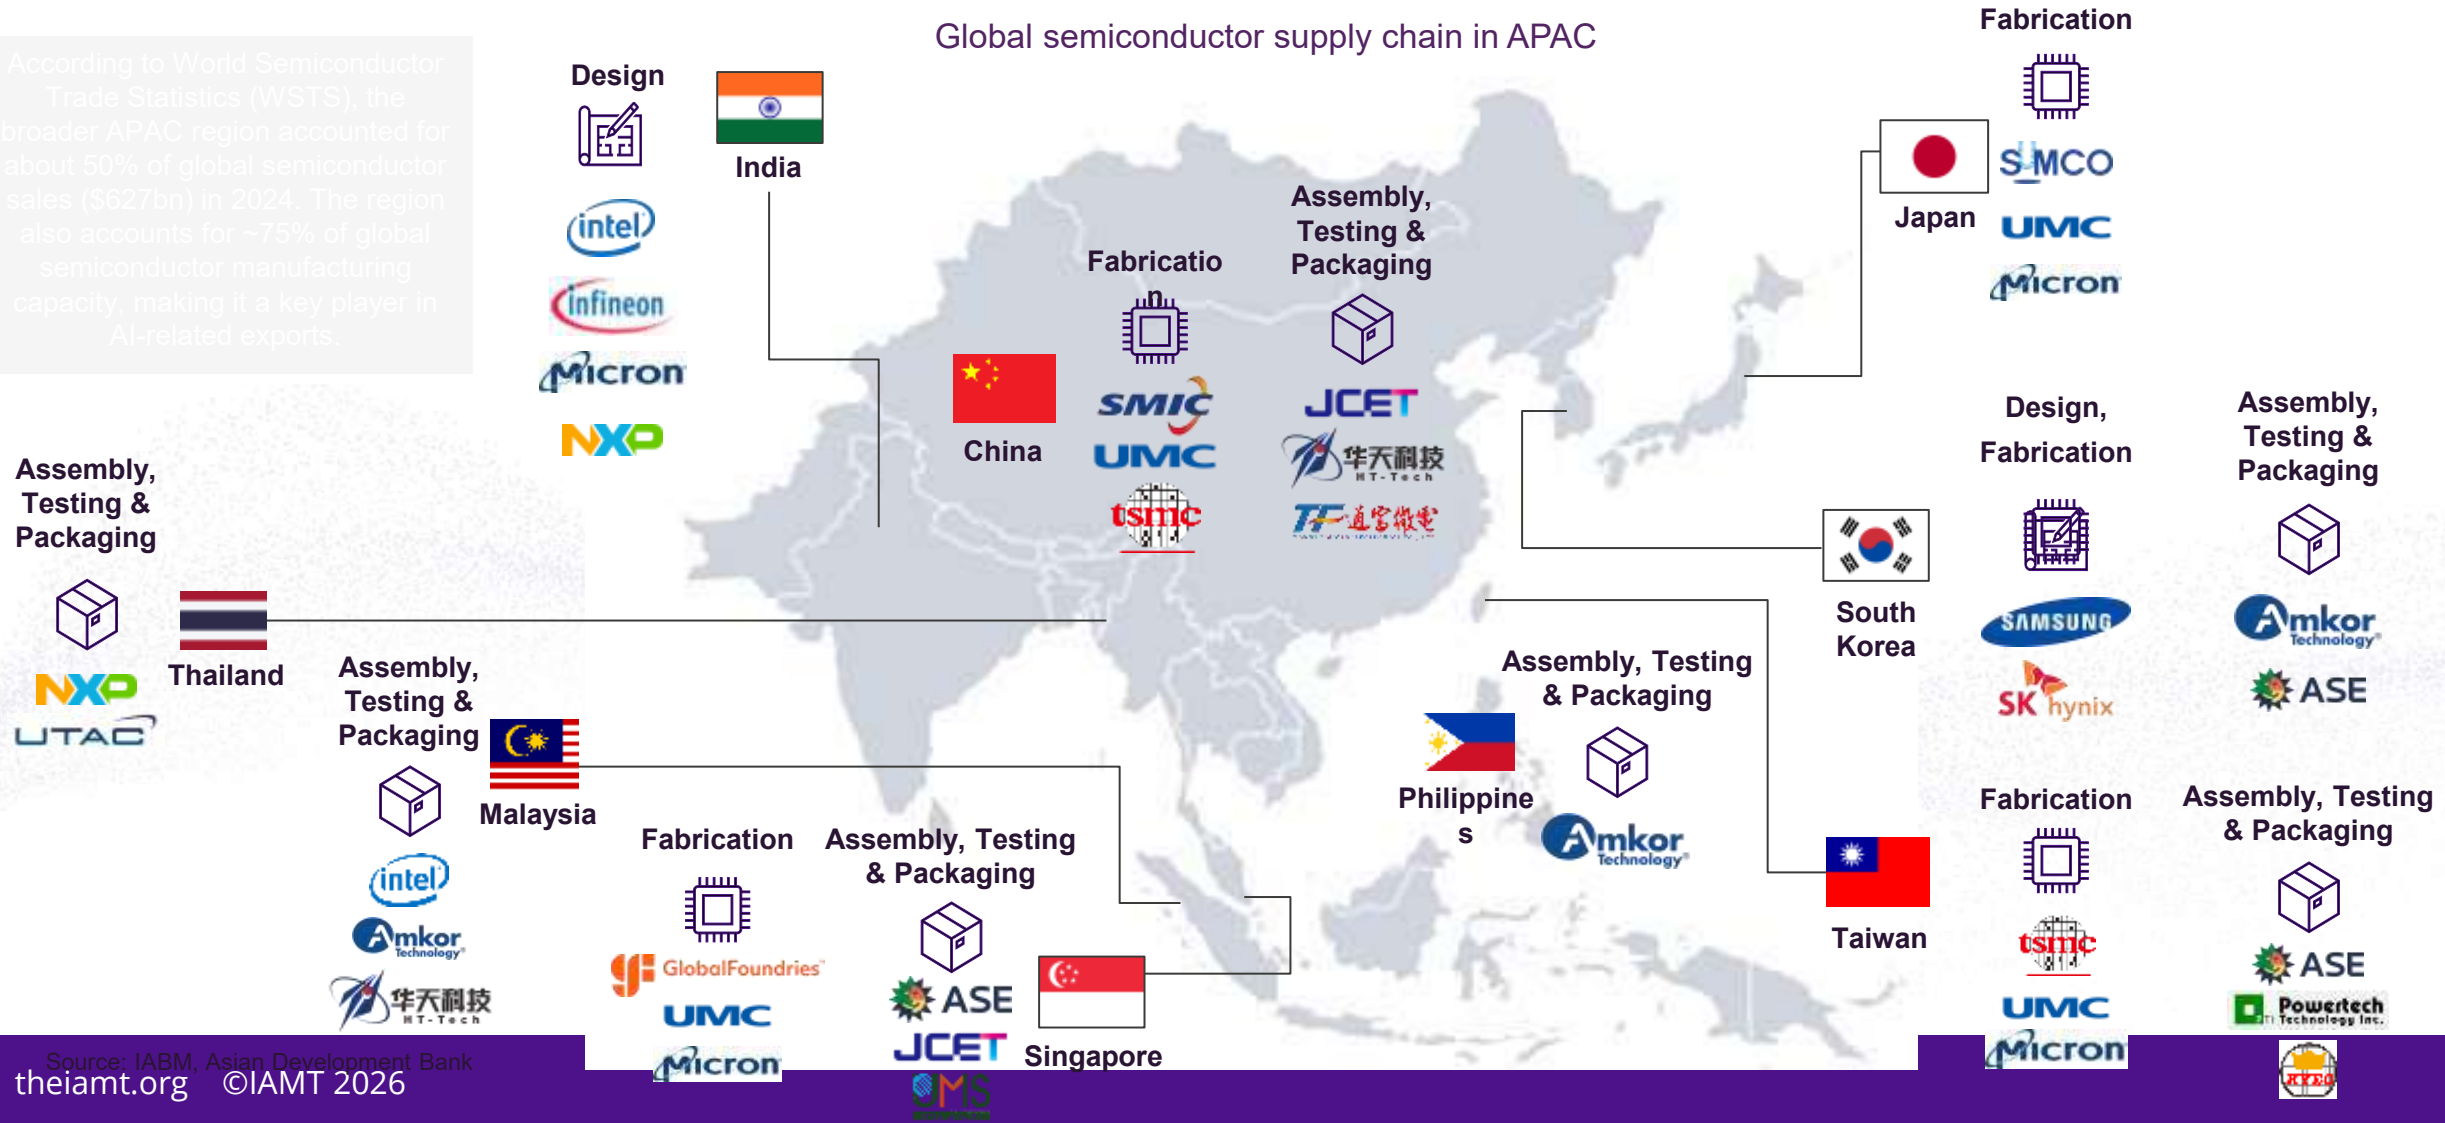 Global semiconductor supply chain in APAC
According to World Semiconductor
Trade Statistics (WSTS), the
broader APAC region accounted for
about 50% of global semiconductor
sales ($627bn) in 2024. The region
also accounts for ~75% of global
semiconductor manufacturing
capacity, making it a key player in
AI-related exports.
Design
India
intel
infineon
Micron
NXP
China
Fabricatio
n
SMIC
UMC
tsmc
Assembly,
Testing &
Packaging
JCET
华天科技
HT-Tech
TF
Fabrication
Japan
SUMCO
UMC
Micron
Design,
Fabrication
South
Korea
SAMSUNG
SK hynix
Assembly,
Testing &
Packaging
Amkor
Technology®
ASE
Assembly,
Testing &
Packaging
Thailand
NXP
UTAC
Assembly,
Testing &
Packaging
Malaysia
intel
Amkor
Technology®
华天科技
HT-Tech
Fabrication
GlobalFoundries
UMC
Micron
Assembly, Testing
& Packaging
ASE
JCET
Singapore
Assembly, Testing
& Packaging
Philippine
s
Amkor
Technology®
Taiwan
Fabrication
tsmc
UMC
Micron
Assembly, Testing
& Packaging
ASE
Powertech
Technology Inc.
KYEC
Source: IABM, Asian Development Bank
theiamt.org ©IAMT 2026